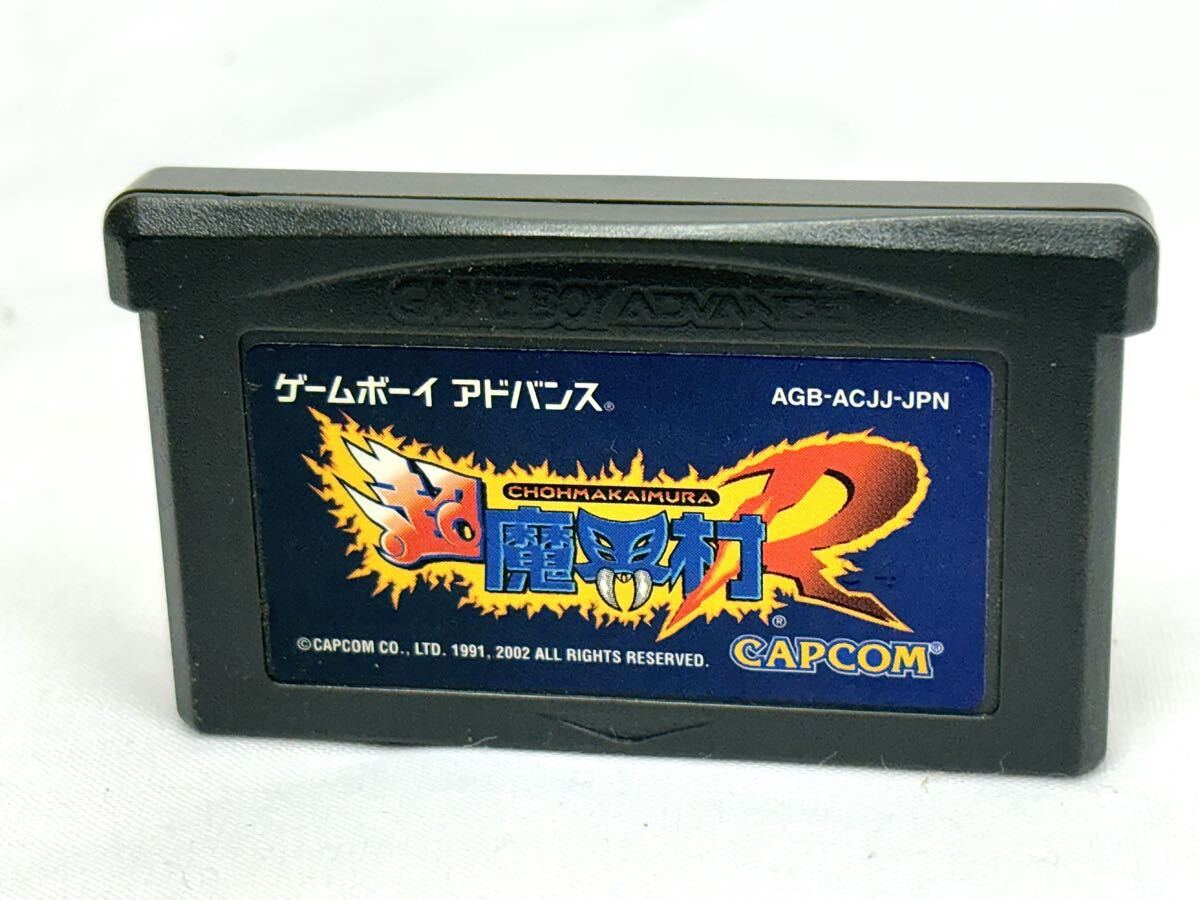 GAME BOY ADVANCE
ゲームボーイ アドバンス®
AGB-ACJJ-JPN
CHOHMAKAIMURA
超魔界村R®
©CAPCOM CO., LTD. 1991, 2002 ALL RIGHTS RESERVED.
CAPCOM®